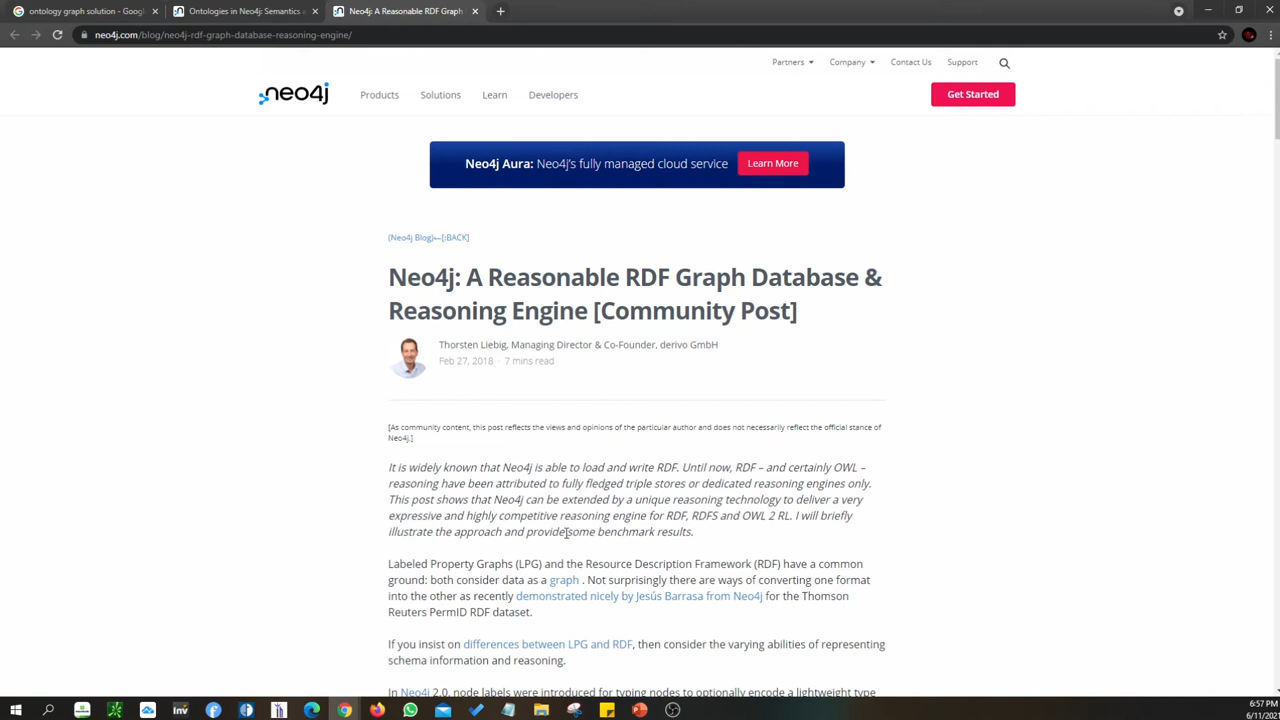 ontology graph solution - Googl
Ontologies in Neo4j: Semantics
Neo4j: A Reasonable RDF Graph
neo4j.com/blog/neo4j-rdf-graph-database-reasoning-engine/
Partners
Company
Contact Us
Support
neo4j
Products
Solutions
Learn
Developers
Get Started
Neo4j Aura: Neo4j's fully managed cloud service
Learn More
(Neo4j Blog)←[:BACK]
Neo4j: A Reasonable RDF Graph Database &
Reasoning Engine [Community Post]
Thorsten Liebig, Managing Director & Co-Founder, derivo GmbH
Feb 27, 2018 · 7 mins read
[As community content, this post reflects the views and opinions of the particular author and does not necessarily reflect the official stance of
Neo4j.]
It is widely known that Neo4j is able to load and write RDF. Until now, RDF – and certainly OWL –
reasoning have been attributed to fully fledged triple stores or dedicated reasoning engines only.
This post shows that Neo4j can be extended by a unique reasoning technology to deliver a very
expressive and highly competitive reasoning engine for RDF, RDFS and OWL 2 RL. I will briefly
illustrate the approach and provide some benchmark results.
Labeled Property Graphs (LPG) and the Resource Description Framework (RDF) have a common
ground: both consider data as a graph . Not surprisingly there are ways of converting one format
into the other as recently demonstrated nicely by Jesús Barrasa from Neo4j for the Thomson
Reuters PermID RDF dataset.
If you insist on differences between LPG and RDF, then consider the varying abilities of representing
schema information and reasoning.
In Neo4j 2.0, node labels were introduced for typing nodes to optionally encode a lightweight type
inv
6:57 PM
6/11/202